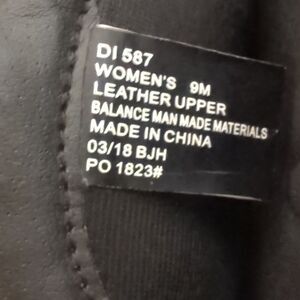 DI 587
WOMEN'S 9M
LEATHER UPPER
BALANCE MAN MADE MATERIALS
MADE IN CHINA
03/18 BJH
PO 1823#